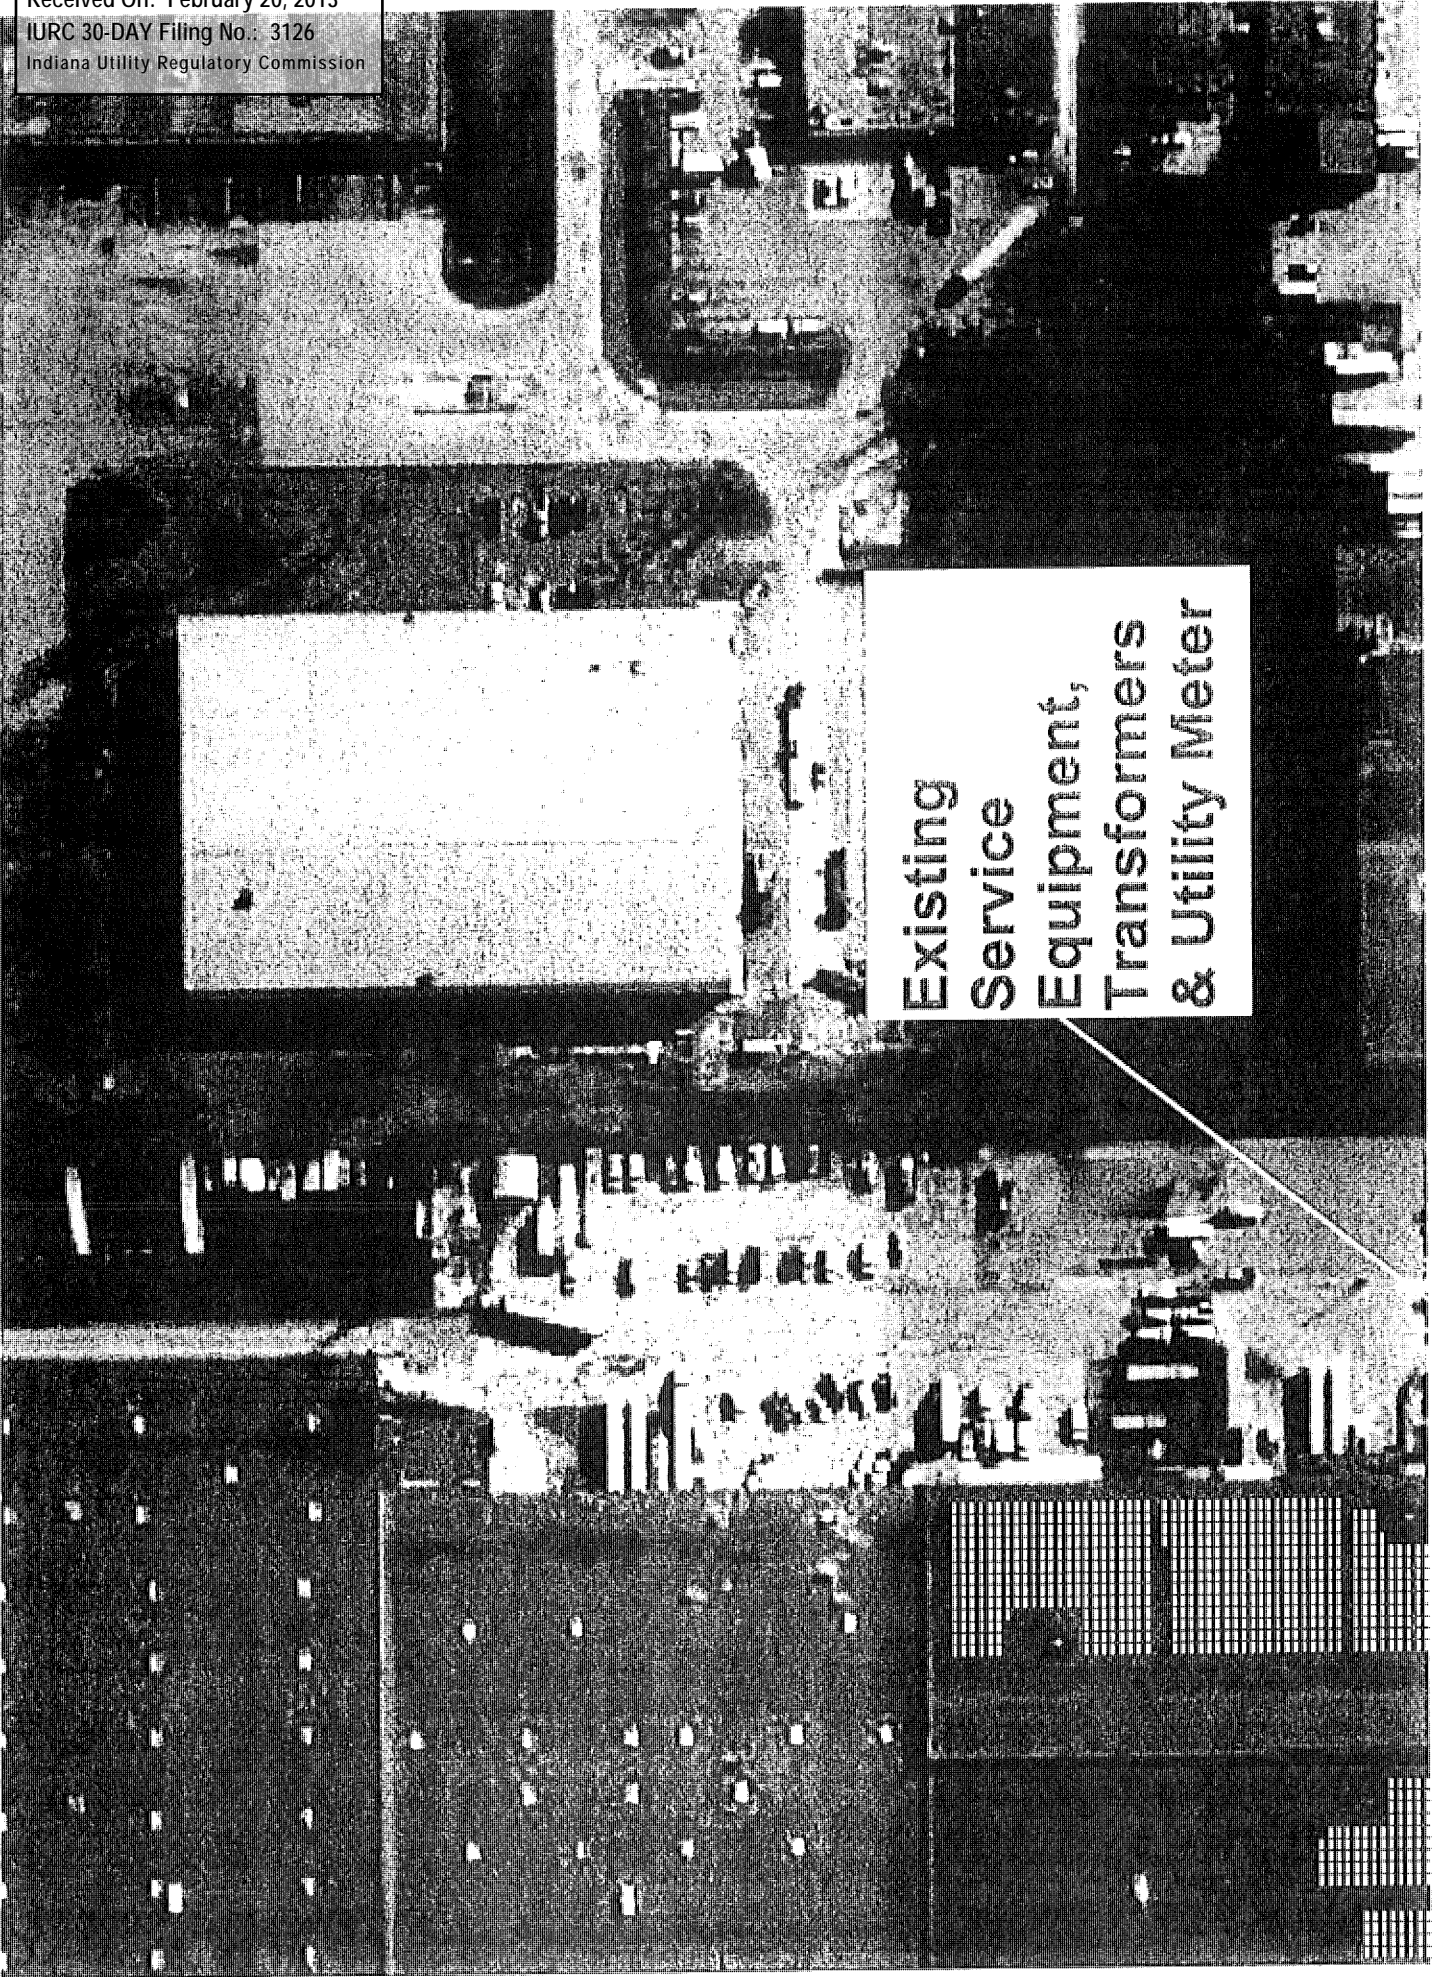 Received On: February 20, 2013
IURC 30-DAY Filing No.: 3126
Indiana Utility Regulatory Commission
Existing
Service
Equipment,
Transformers
& Utility Meter